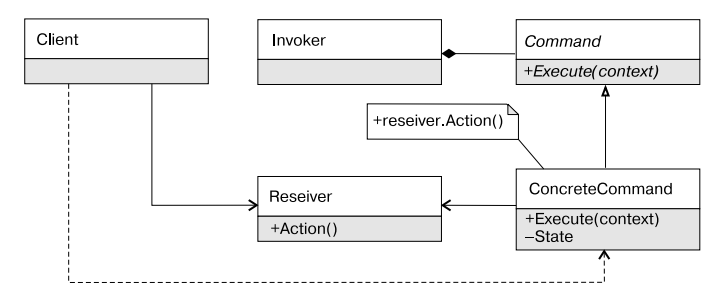 Client
Invoker
Command
+Execute(context)
+reseiver.Action()
Reseiver
+Action()
ConcreteCommand
+Execute(context)
–State